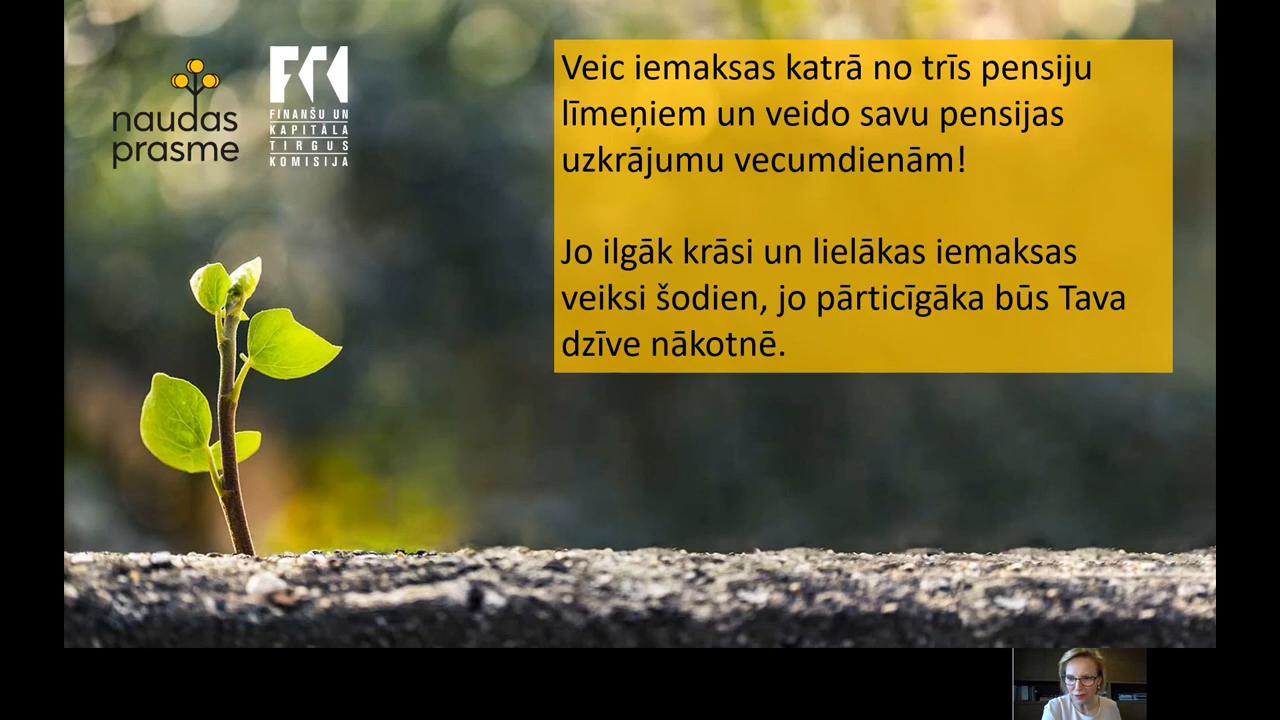 naudas
prasme
FINANŠU UN
KAPITĀLA
TIRGUS
KOMISIJA
Veic iemaksas katrā no trīs pensiju
līmeņiem un veido savu pensijas
uzkrājumu vecumdienām!
Jo ilgāk krāsi un lielākas iemaksas
veiksi šodien, jo pārticīgāka būs Tava
dzīve nākotnē.